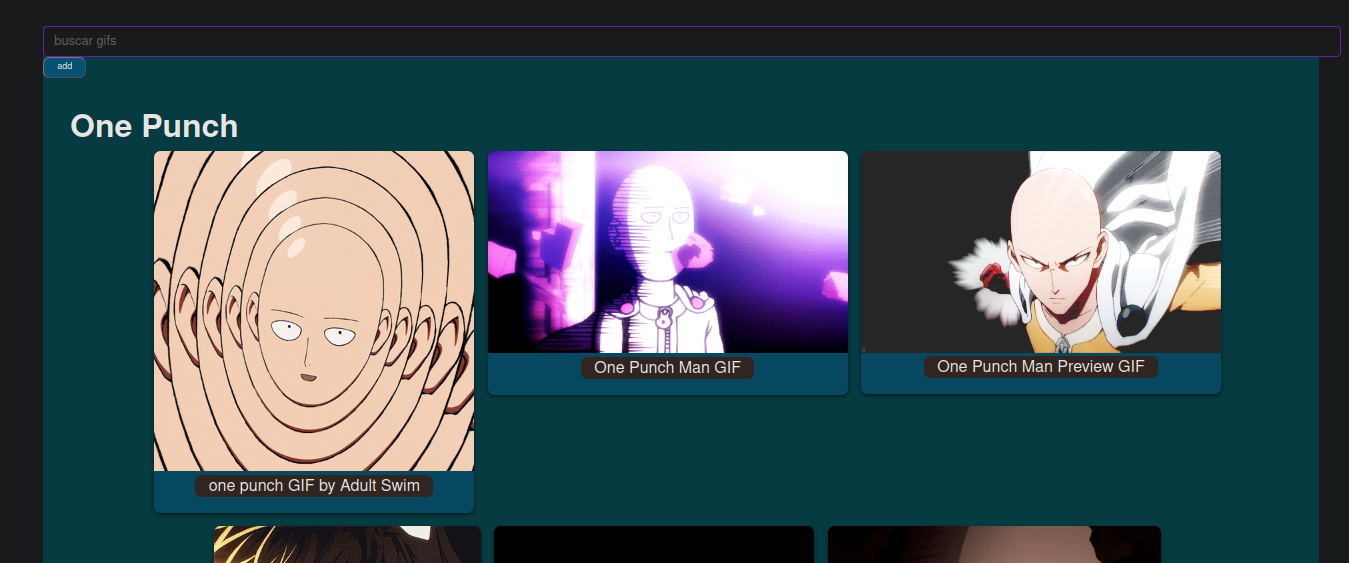 buscar gifs
add
One Punch
one punch GIF by Adult Swim
One Punch Man GIF
One Punch Man Preview GIF